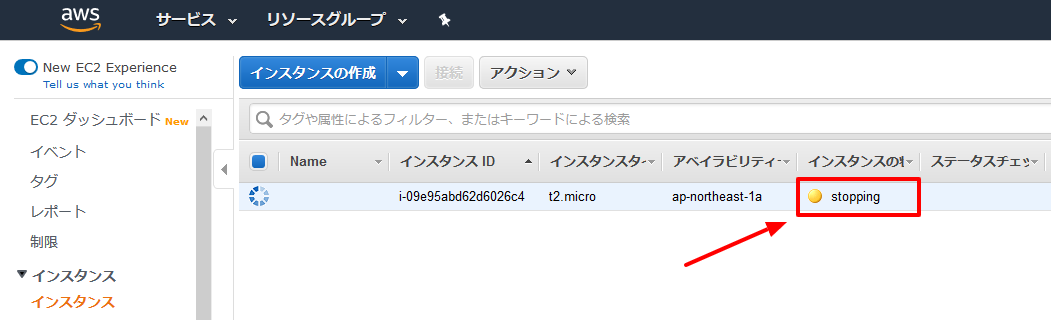 aws サービス リソースグループ
New EC2 Experience
Tell us what you think
インスタンスの作成 接続 アクション
EC2 ダッシュボード New
タグや属性によるフィルター、またはキーワードによる検索
イベント
Name インスタンス ID インスタンスター アベイラビリティー インスタンスの状 ステータスチェッ
タグ
i-09e95abd62d6026c4 t2.micro ap-northeast-1a stopping
レポート
制限
インスタンス
インスタンス